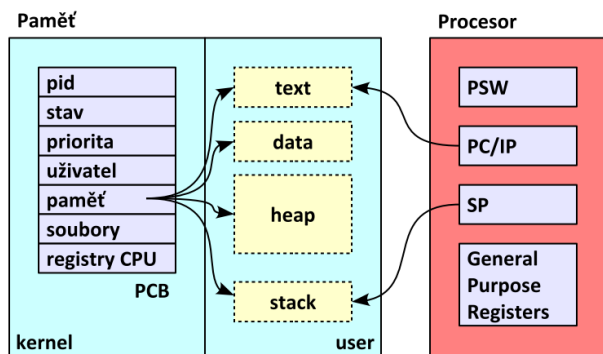 Paměť
pid
stav
priorita
uživatel
paměť
soubory
registry CPU
PCB
kernel
text
data
heap
stack
user
Procesor
PSW
PC/IP
SP
General
Purpose
Registers